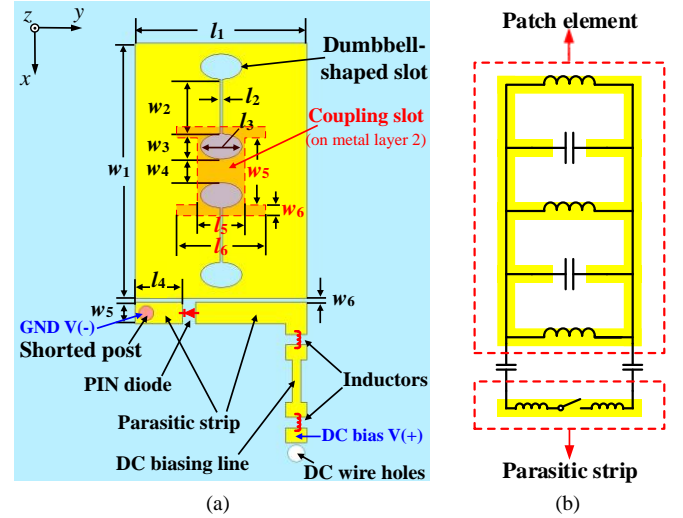 z
y
x
l1
Dumbbell-
shaped slot
w2
l2
l3
Coupling slot
(on metal layer 2)
w3
w1
w4
w5
w6
l5
l6
l4
w5
w6
GND V(-)
Shorted post
PIN diode
Inductors
Parasitic strip
DC bias V(+)
DC biasing line
DC wire holes
(a)
Patch element
Parasitic strip
(b)